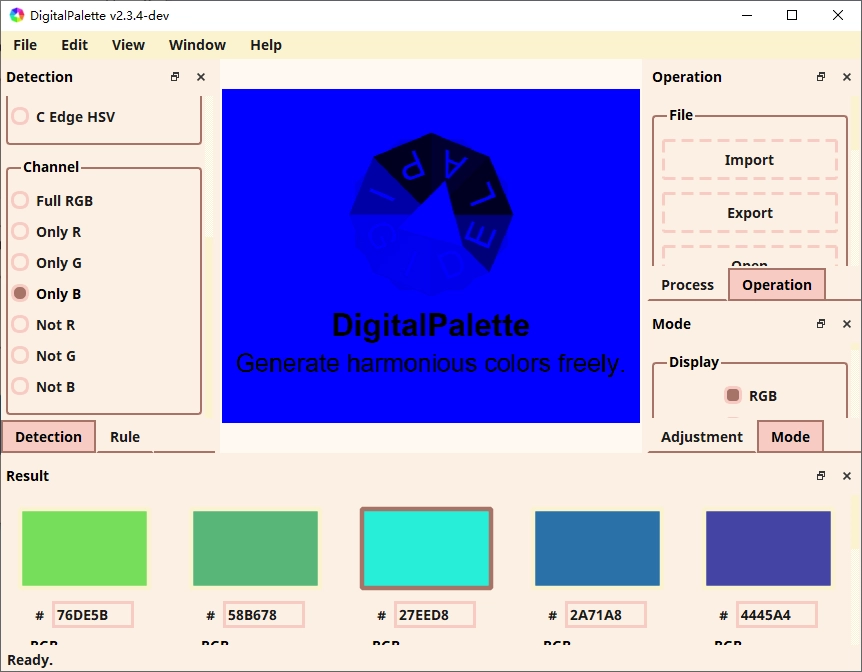 DigitalPalette v2.3.4-dev
File Edit View Window Help
Detection
C Edge HSV
Channel
Full RGB
Only R
Only G
Only B
Not R
Not G
Not B
Detection Rule
DIGITAL PALETTE
DigitalPalette
Generate harmonious colors freely.
Operation
File
Import
Export
Open
Process Operation
Mode
Display
RGB
Adjustment Mode
Result
# 76DE5B # 58B678 # 27EED8 # 2A71A8 # 4445A4
RGB RGB RGB RGB RGB
Ready.